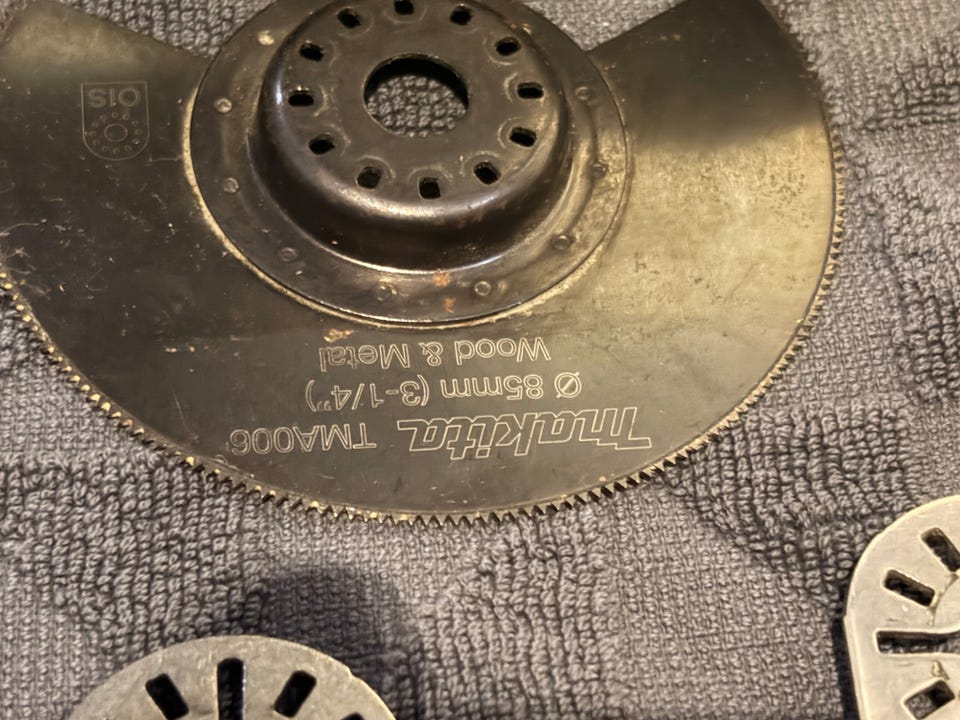 Makita TMA006
Ø 85mm (3-1/4”)
Wood & Metal
OIS